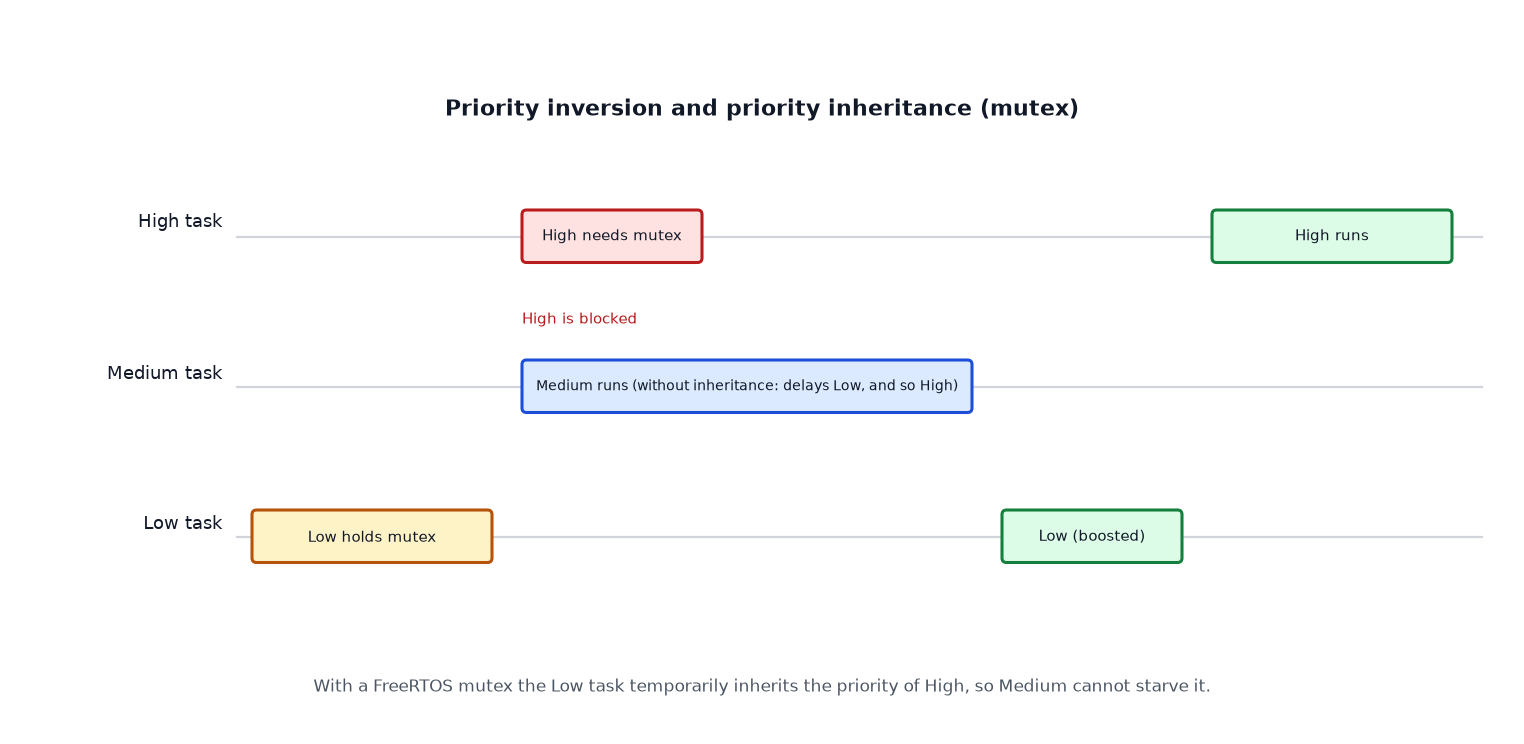 Priority inversion and priority inheritance (mutex)
High task
High needs mutex
High runs
High is blocked
Medium task
Medium runs (without inheritance: delays Low, and so High)
Low task
Low holds mutex
Low (boosted)
With a FreeRTOS mutex the Low task temporarily inherits the priority of High, so Medium cannot starve it.